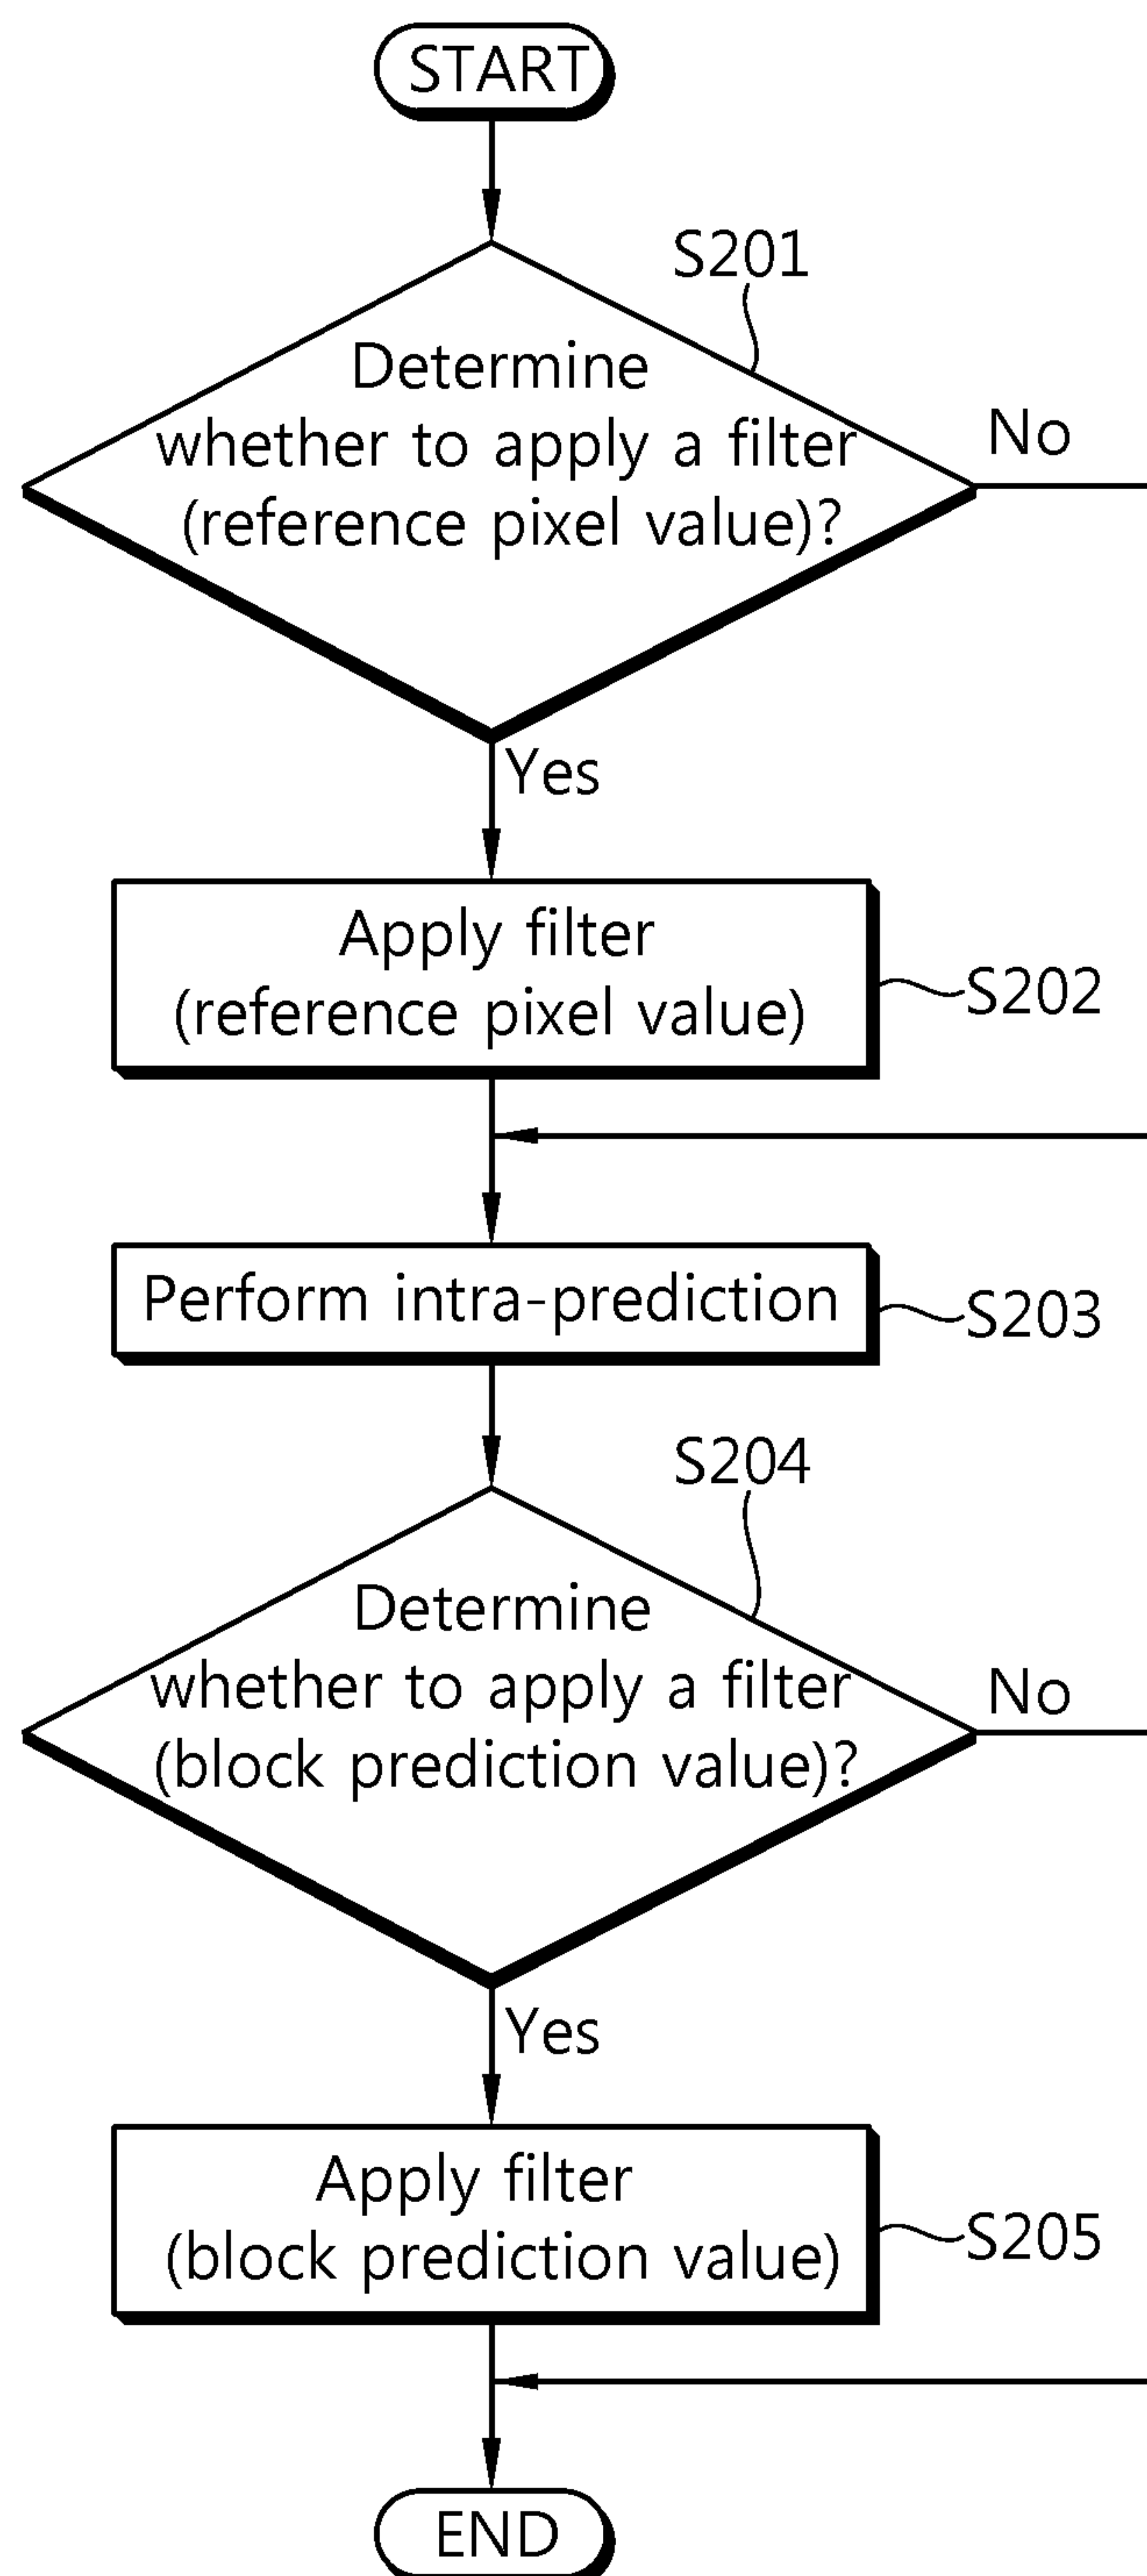 START
S201
Determine
whether to apply a filter
(reference pixel value)?
No
Yes
Apply filter
(reference pixel value)
S202
Perform intra-prediction
S203
S204
Determine
whether to apply a filter
(block prediction value)?
No
Yes
Apply filter
(block prediction value)
S205
END